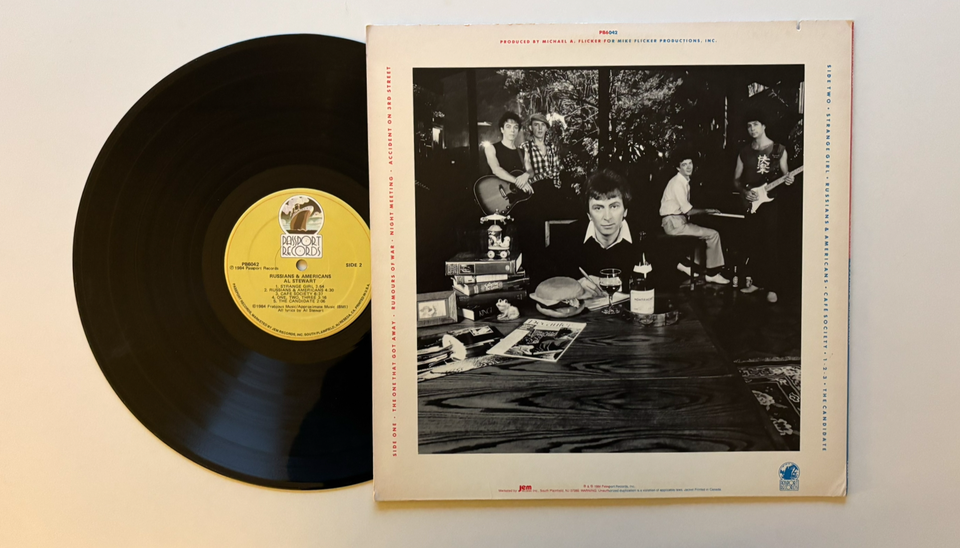 PASSPORT
RECORDS
PB6042
℗ 1984 Passport Records
SIDE 2
RUSSIANS & AMERICANS
AL STEWART
1. STRANGE GIRL
2. RUSSIANS & AMERICANS
3. CAFE SOCIETY
4. ONE, TWO, THREE
5. THE CANDIDATE
All lyrics by Al Stewart
PB6042
PRODUCED BY MICHAEL A. FLICKER FOR MIKE FLICKER PRODUCTIONS, INC.
SIDE ONE • THE ONE THAT GOT AWAY • RUMOURS OF WAR • NIGHT MEETING • ACCIDENT ON 3RD STREET
SIDE TWO • STRANGE GIRL • RUSSIANS & AMERICANS • CAFE SOCIETY • 1-2-3 • THE CANDIDATE
jem
PASSPORT
RECORDS